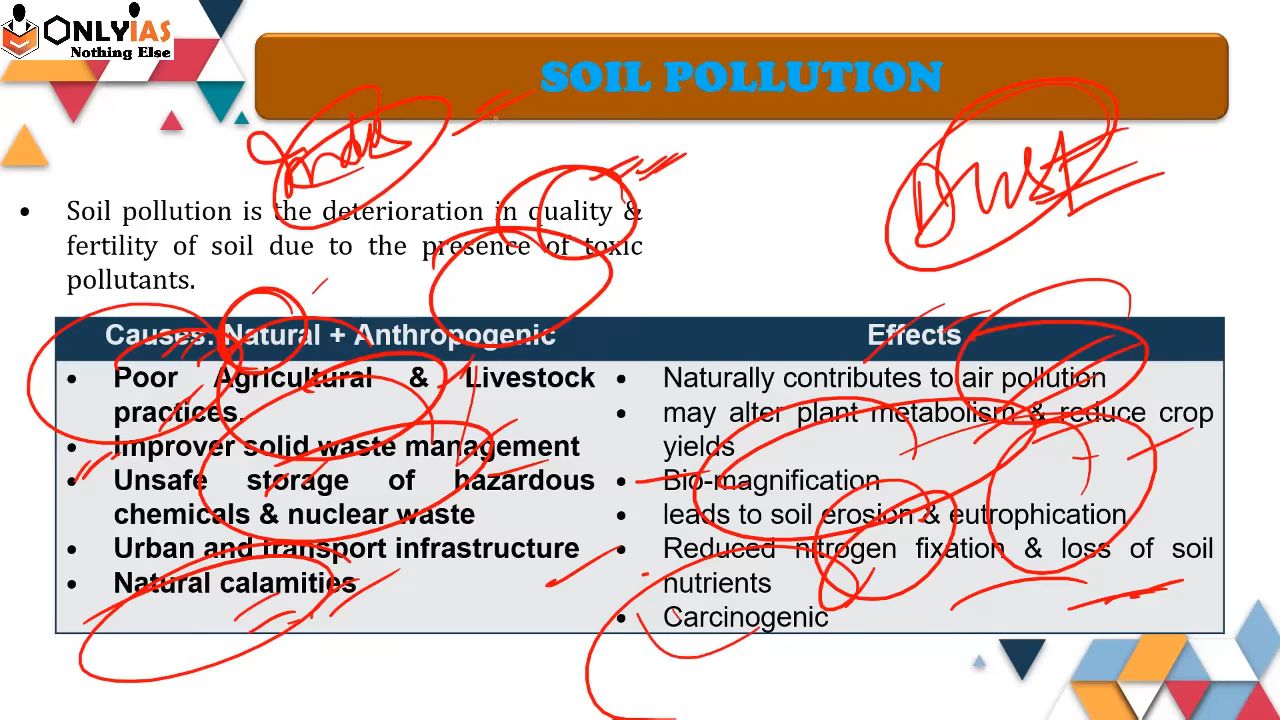 ONLYIAS
Nothing Else
SOIL POLLUTION
Dust
• Soil pollution is the deterioration in quality &
fertility of soil due to the presence of toxic
pollutants.
Causes: Natural + Anthropogenic
• Poor Agricultural & Livestock
practices.
• Improver solid waste management
• Unsafe storage of hazardous
chemicals & nuclear waste
• Urban and transport infrastructure
• Natural calamities
Effects
• Naturally contributes to air pollution
• may alter plant metabolism & reduce crop
yields
• Bio-magnification
• leads to soil erosion & eutrophication
• Reduced nitrogen fixation & loss of soil
nutrients
• Carcinogenic